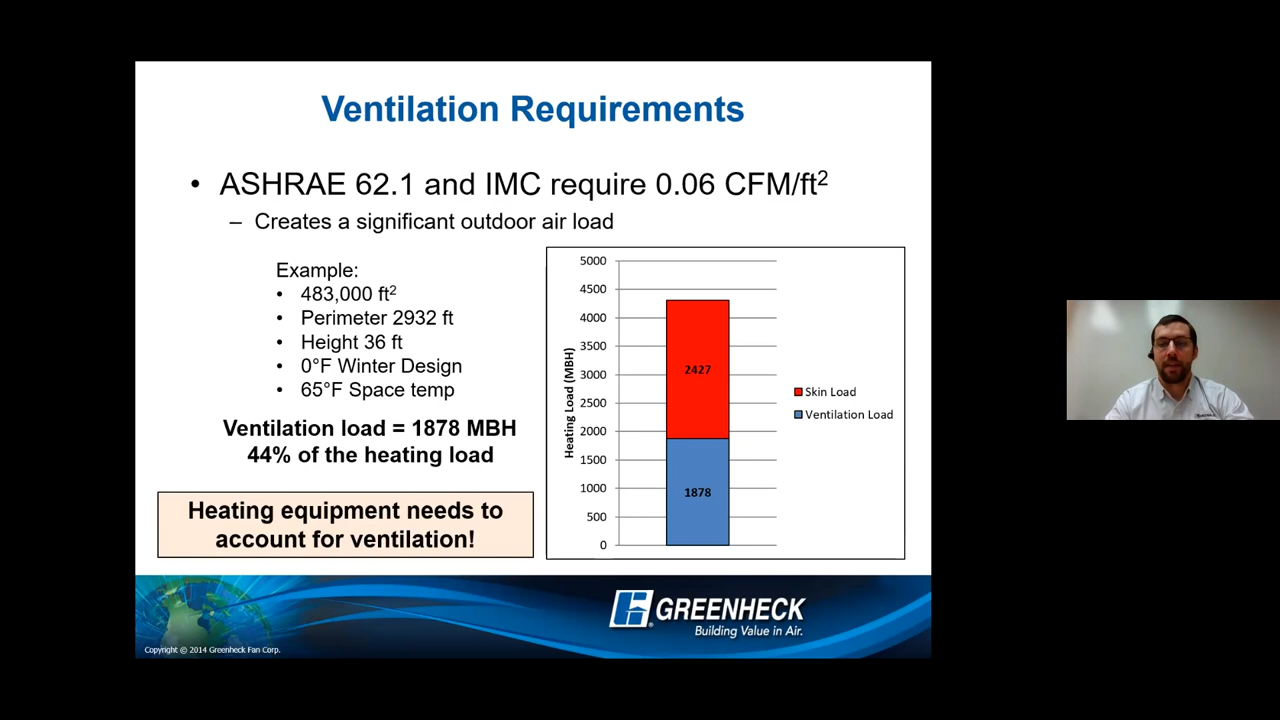 Ventilation Requirements
• ASHRAE 62.1 and IMC require 0.06 CFM/ft²
– Creates a significant outdoor air load
Example:
• 483,000 ft²
• Perimeter 2932 ft
• Height 36 ft
• 0°F Winter Design
• 65°F Space temp
Ventilation load = 1878 MBH
44% of the heating load
Heating equipment needs to
account for ventilation!
Heating Load (MBH)
5000
4500
4000
3500
3000
2500
2000
1500
1000
500
0
2427
1878
Skin Load
Ventilation Load
GREENHECK
Building Value in Air.
Copyright © 2014 Greenheck Fan Corp.